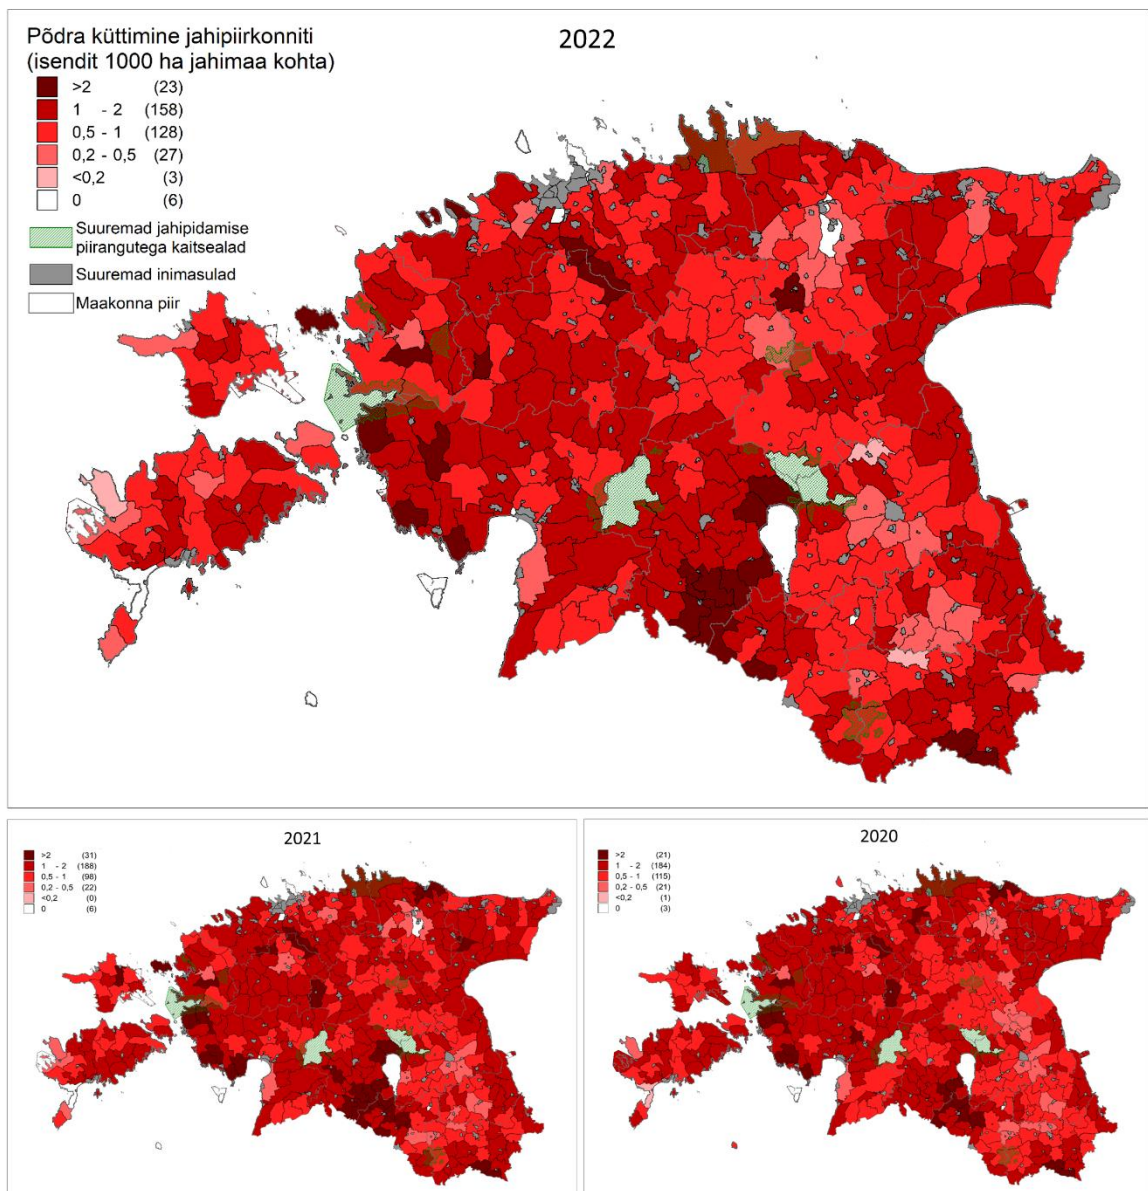 Põdra küttimine jahipiirkonniti
(isendit 1000 ha jahimaa kohta)
2022
>2 (23)
1 - 2 (158)
0,5 - 1 (128)
0,2 - 0,5 (27)
<0,2 (3)
0 (6)
Suuremad jahipidamise
piirangutega kaitsealad
Suuremad inimasulad
Maakonna piir
2021
>2 (31)
1 - 2 (188)
0,5 - 1 (98)
0,2 - 0,5 (22)
<0,2 (0)
0 (6)
2020
>2 (21)
1 - 2 (184)
0,5 - 1 (115)
0,2 - 0,5 (21)
<0,2 (1)
0 (3)